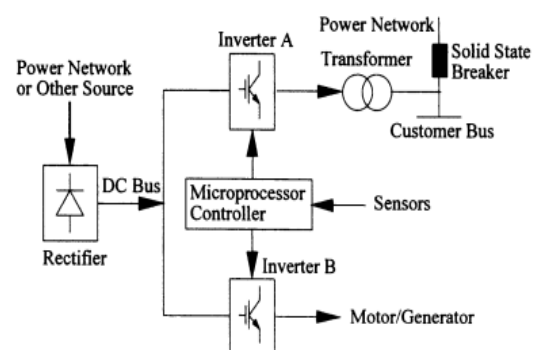 Power Network
Inverter A
Transformer
Solid State
Breaker
Power Network
or Other Source
Customer Bus
DC Bus
Microprocessor
Controller
Sensors
Rectifier
Inverter B
Motor/Generator